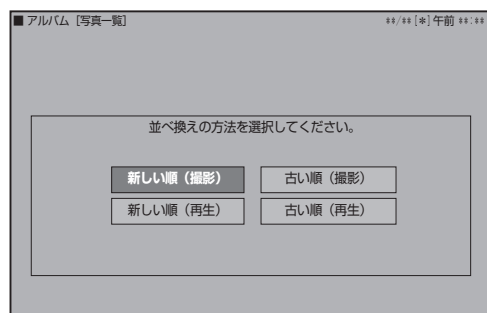 ■ アルバム [写真一覧] **/**[*]午前 **:**
並べ換えの方法を選択してください。
新しい順（撮影） 古い順（撮影）
新しい順（再生） 古い順（再生）